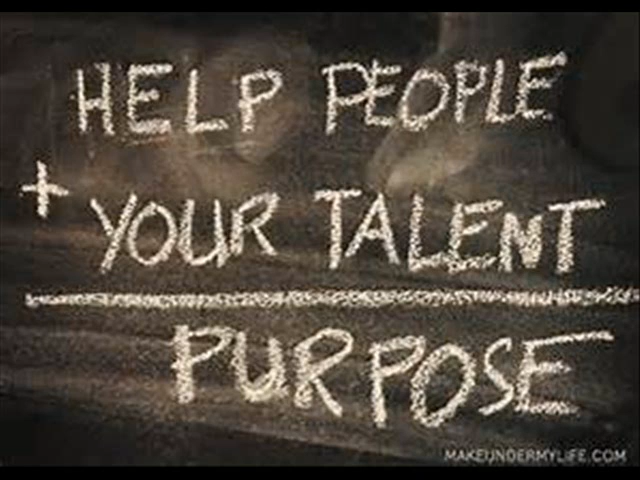 HELP PEOPLE
+ YOUR TALENT
PURPOSE
MAKEUNDERMYLIFE.COM